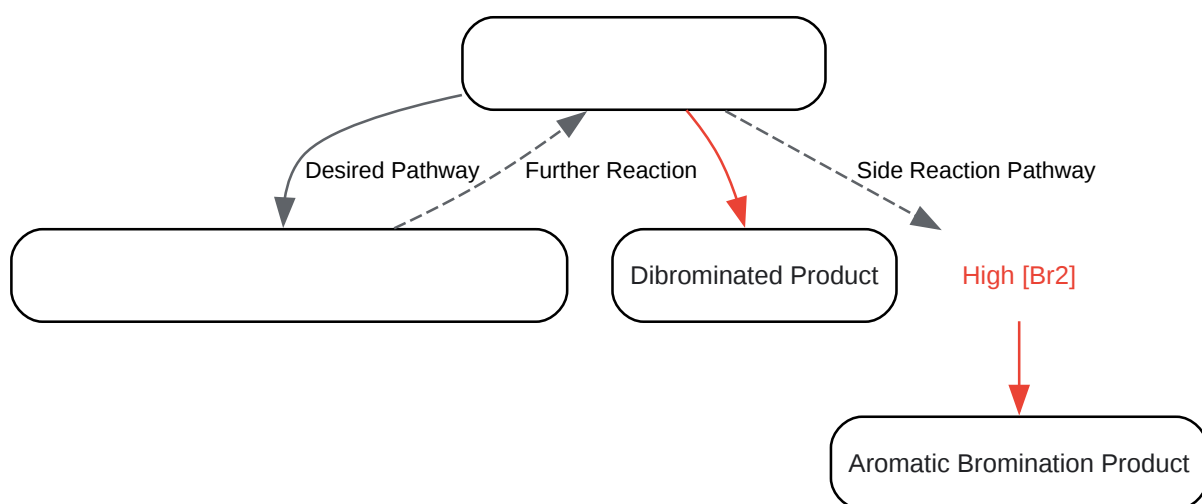 Desired Pathway
Further Reaction
Side Reaction Pathway
Dibrominated Product
High [Br2]
Aromatic Bromination Product